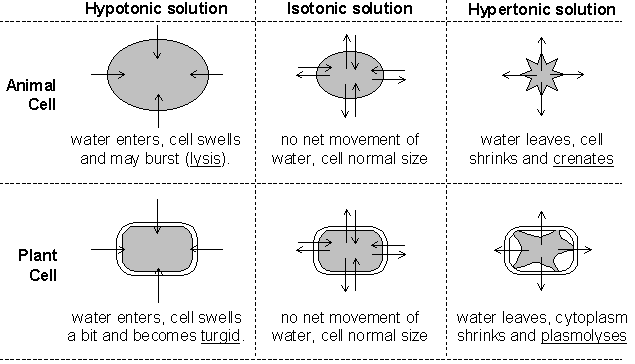 Hypotonic solution
Isotonic solution
Hypertonic solution
Animal
Cell
water enters, cell swells
and may burst (lysis).
no net movement of
water, cell normal size
water leaves, cell
shrinks and crenates
Plant
Cell
water enters, cell swells
a bit and becomes turgid.
no net movement of
water, cell normal size
water leaves, cytoplasm
shrinks and plasmolyses